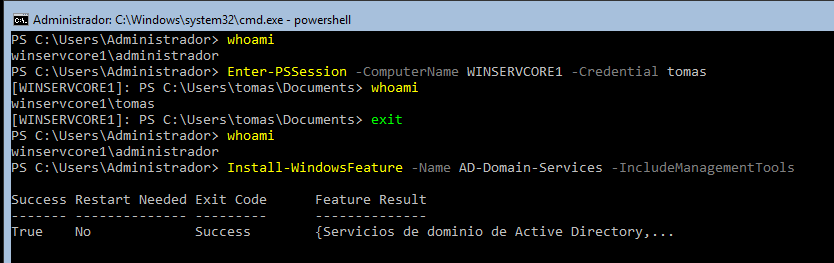 Administrador: C:\Windows\system32\cmd.exe - powershell
PS C:\Users\Administrador> whoami
winservcore1\administrador
PS C:\Users\Administrador> Enter-PSSession -ComputerName WINSERVCORE1 -Credential tomas
[WINSERVCORE1]: PS C:\Users\tomas\Documents> whoami
winservcore1\tomas
[WINSERVCORE1]: PS C:\Users\tomas\Documents> exit
PS C:\Users\Administrador> whoami
winservcore1\administrador
PS C:\Users\Administrador> Install-WindowsFeature -Name AD-Domain-Services -IncludeManagementTools
Success Restart Needed Exit Code      Feature Result
------- -------------- ---------      --------------
True    No             Success        {Servicios de dominio de Active Directory,...